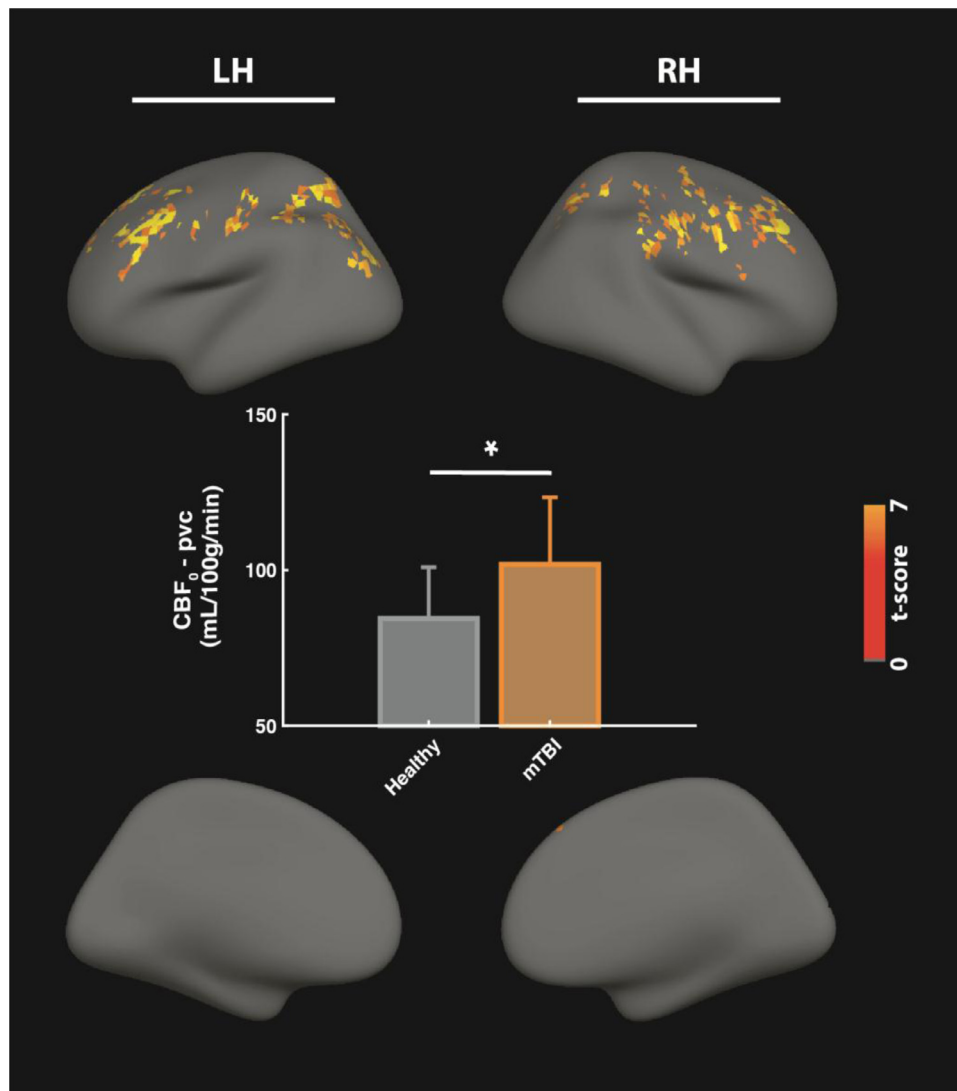 LH
RH
150
100
50
CBF₀ - pvc
(mL/100g/min)
*
Healthy
mTBI
0 t-score 7